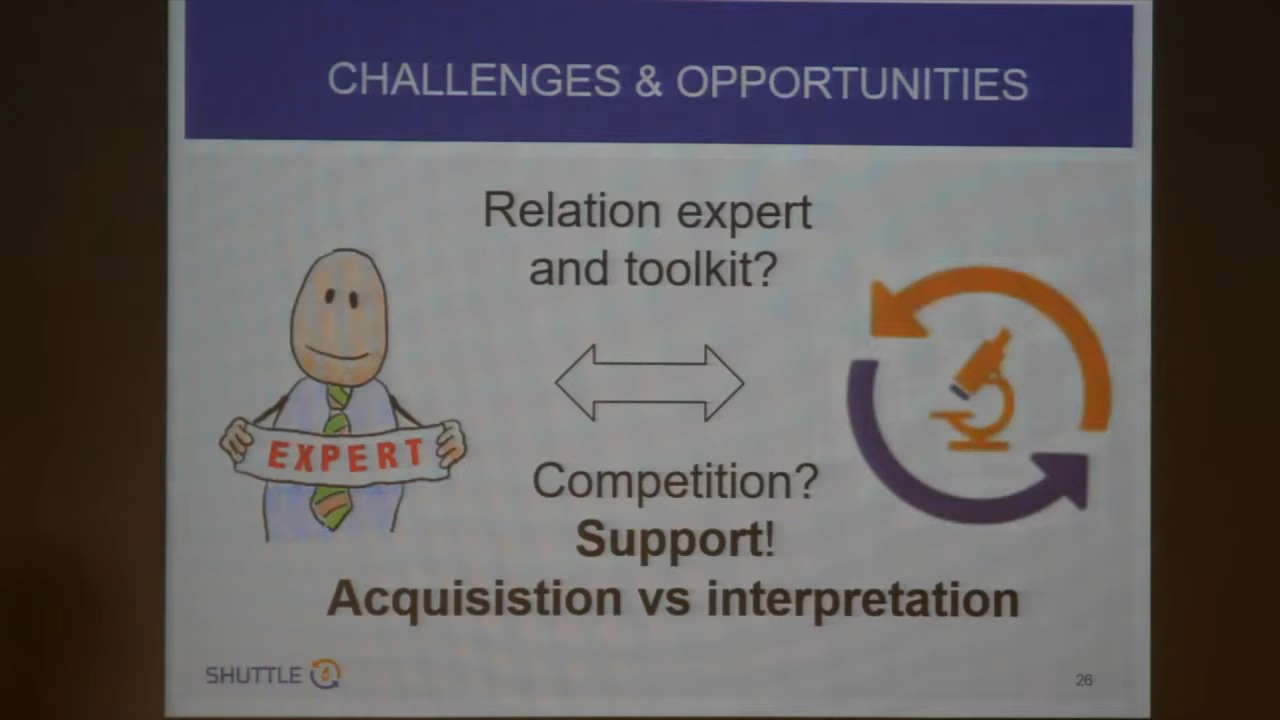 CHALLENGES & OPPORTUNITIES
Relation expert
and toolkit?
EXPERT
Competition?
Support!
Acquisistion vs interpretation
SHUTTLE
26